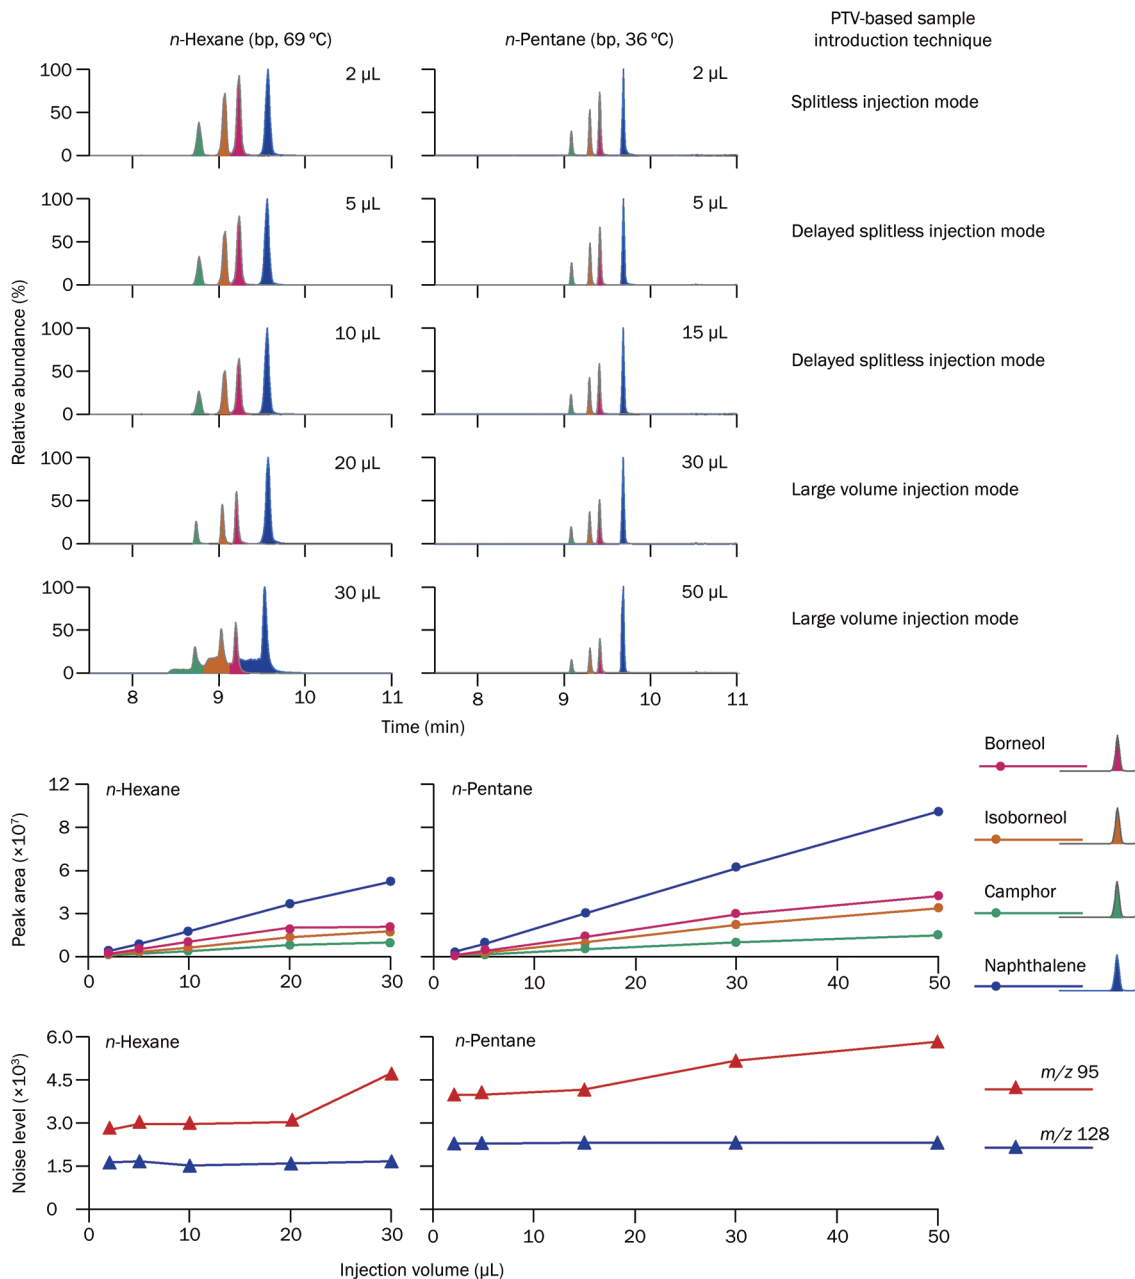 n-Hexane (bp, 69 ºC)
n-Pentane (bp, 36 ºC)
PTV-based sample
introduction technique
Relative abundance (%)
100
50
0
2 µL
2 µL
Splitless injection mode
100
50
0
5 µL
5 µL
Delayed splitless injection mode
100
50
0
10 µL
15 µL
Delayed splitless injection mode
100
50
0
20 µL
30 µL
Large volume injection mode
100
50
0
30 µL
50 µL
Large volume injection mode
8 9 10 11
8 9 10 11
Time (min)
Peak area (×10⁷)
12
8
6
3
0
n-Hexane
0 10 20 30
n-Pentane
0 10 20 30 40 50
Borneol
Isoborneol
Camphor
Naphthalene
Noise level (×10³)
6.0
4.5
3.0
1.5
0
n-Hexane
0 10 20 30
n-Pentane
0 10 20 30 40 50
m/z 95
m/z 128
Injection volume (µL)